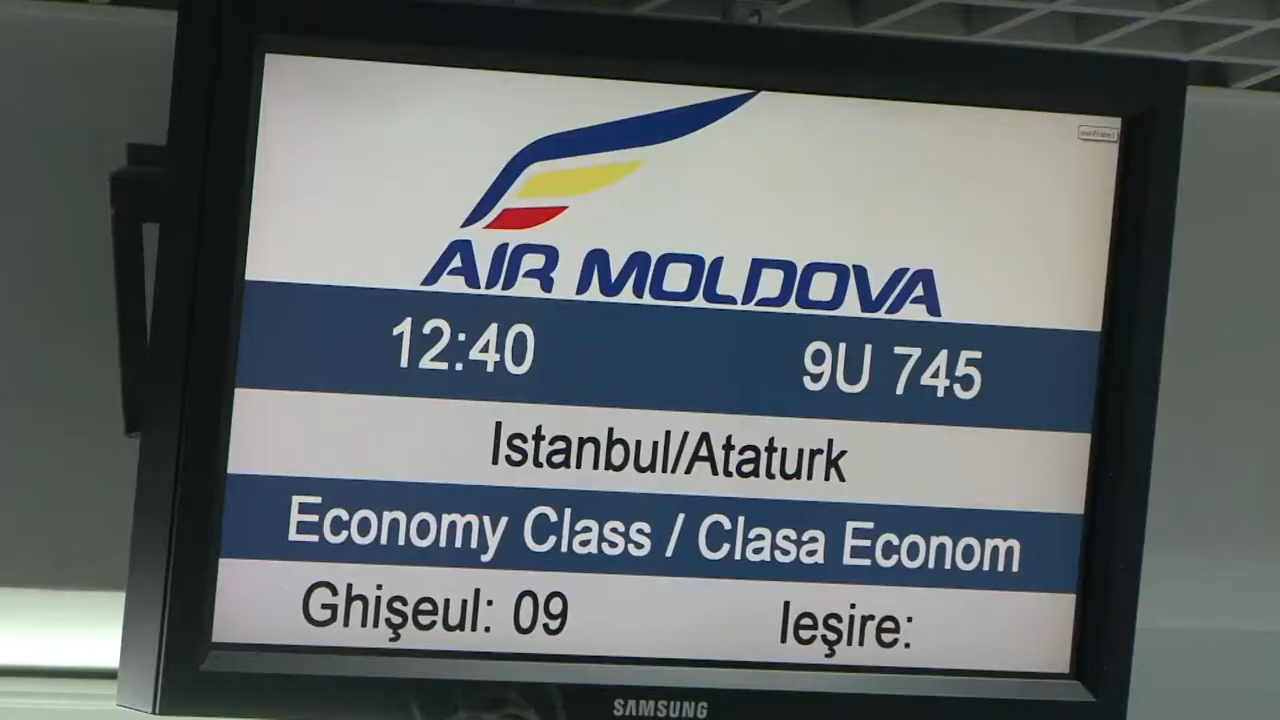 AIR MOLDOVA
12:40 9U 745
Istanbul/Ataturk
Economy Class / Clasa Econom
Ghişeul: 09 Ieşire:
SAMSUNG